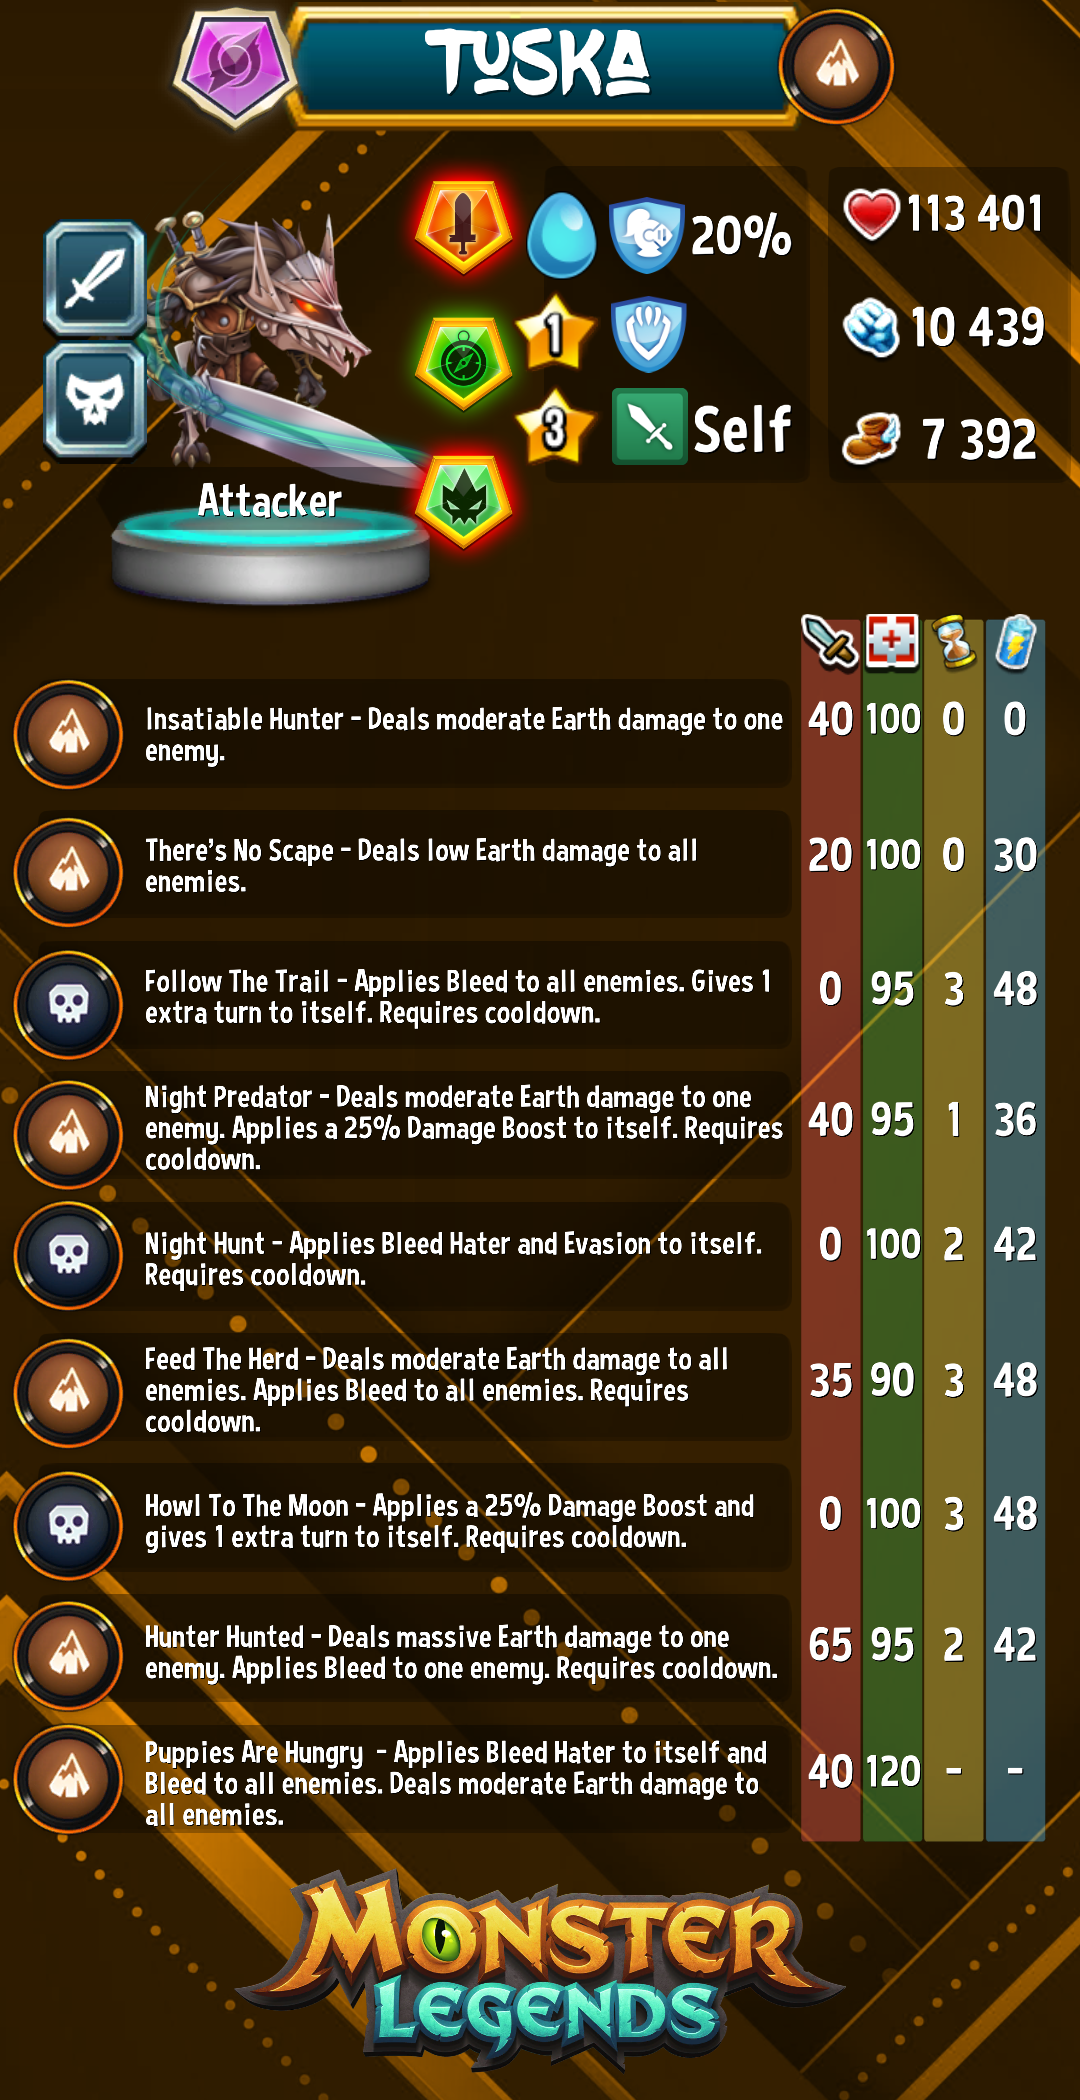 TUSKA
20%
113 401
1
10 439
3
Self
7 392
Attacker
Insatiable Hunter - Deals moderate Earth damage to one
enemy.
40 100 0 0
There's No Scape - Deals low Earth damage to all
enemies.
20 100 0 30
Follow The Trail - Applies Bleed to all enemies. Gives 1
extra turn to itself. Requires cooldown.
0 95 3 48
Night Predator - Deals moderate Earth damage to one
enemy. Applies a 25% Damage Boost to itself. Requires
cooldown.
40 95 1 36
Night Hunt - Applies Bleed Hater and Evasion to itself.
Requires cooldown.
0 100 2 42
Feed The Herd - Deals moderate Earth damage to all
enemies. Applies Bleed to all enemies. Requires
cooldown.
35 90 3 48
Howl To The Moon - Applies a 25% Damage Boost and
gives 1 extra turn to itself. Requires cooldown.
0 100 3 48
Hunter Hunted - Deals massive Earth damage to one
enemy. Applies Bleed to one enemy. Requires cooldown.
65 95 2 42
Puppies Are Hungry - Applies Bleed Hater to itself and
Bleed to all enemies. Deals moderate Earth damage to
all enemies.
40 120 - -
MONSTER
LEGENDS